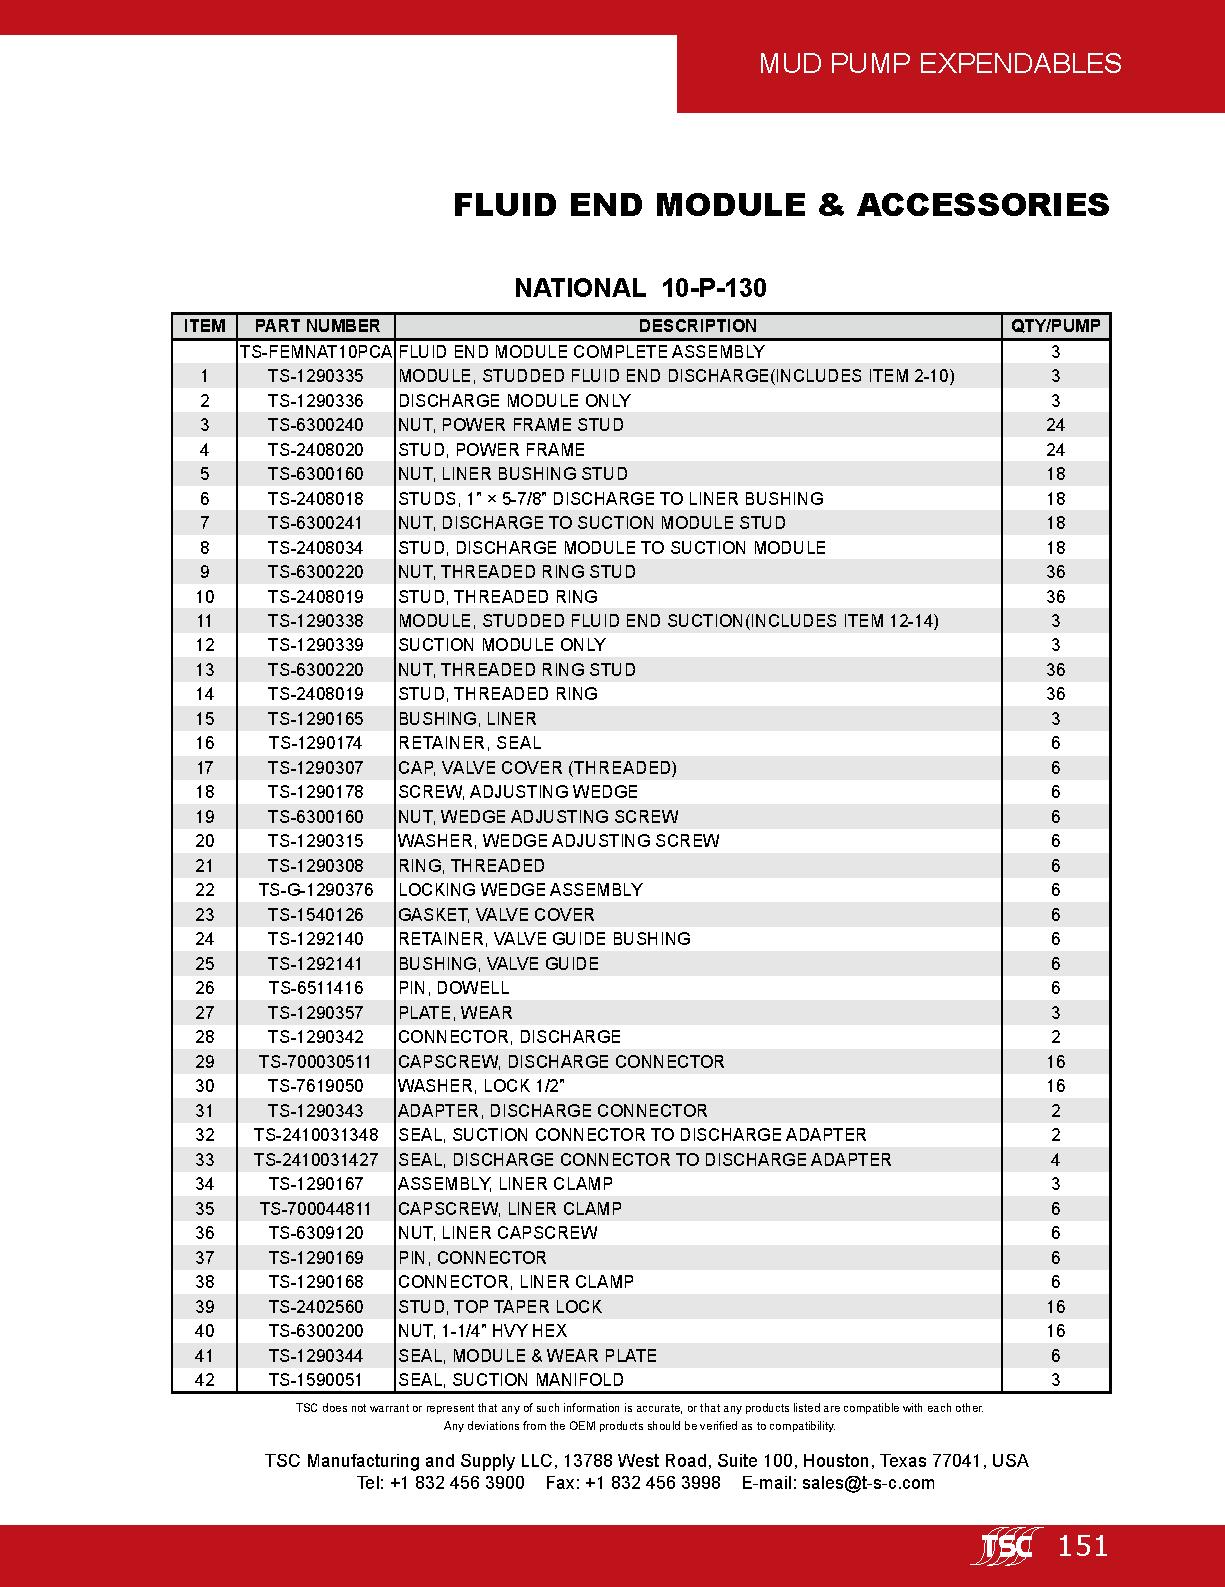 MUD PUMP EXPENDABLES
FLUID END MODULE & ACCESSORIES
NATIONAL 10-P-130
ITEM PART NUMBER DESCRIPTION QTY/PUMP
TS-FEMNAT10PCA FLUID END MODULE COMPLETE ASSEMBLY 3
1 TS-1290335 MODULE, STUDDED FLUID END DISCHARGE(INCLUDES ITEM 2-10) 3
2 TS-1290336 DISCHARGE MODULE ONLY 3
3 TS-6300240 NUT, POWER FRAME STUD 24
4 TS-2408020 STUD, POWER FRAME 24
5 TS-6300160 NUT, LINER BUSHING STUD 18
6 TS-2408018 STUDS, 1" × 5-7/8" DISCHARGE TO LINER BUSHING 18
7 TS-6300241 NUT, DISCHARGE TO SUCTION MODULE STUD 18
8 TS-2408034 STUD, DISCHARGE MODULE TO SUCTION MODULE 18
9 TS-6300220 NUT, THREADED RING STUD 36
10 TS-2408019 STUD, THREADED RING 36
11 TS-1290338 MODULE, STUDDED FLUID END SUCTION(INCLUDES ITEM 12-14) 3
12 TS-1290339 SUCTION MODULE ONLY 3
13 TS-6300220 NUT, THREADED RING STUD 36
14 TS-2408019 STUD, THREADED RING 36
15 TS-1290165 BUSHING, LINER 3
16 TS-1290174 RETAINER, SEAL 6
17 TS-1290307 CAP, VALVE COVER (THREADED) 6
18 TS-1290178 SCREW, ADJUSTING WEDGE 6
19 TS-6300160 NUT, WEDGE ADJUSTING SCREW 6
20 TS-1290315 WASHER, WEDGE ADJUSTING SCREW 6
21 TS-1290308 RING, THREADED 6
22 TS-G-1290376 LOCKING WEDGE ASSEMBLY 6
23 TS-1540126 GASKET, VALVE COVER 6
24 TS-1292140 RETAINER, VALVE GUIDE BUSHING 6
25 TS-1292141 BUSHING, VALVE GUIDE 6
26 TS-6511416 PIN, DOWELL 6
27 TS-1290357 PLATE, WEAR 3
28 TS-1290342 CONNECTOR, DISCHARGE 2
29 TS-700030511 CAPSCREW, DISCHARGE CONNECTOR 16
30 TS-7619050 WASHER, LOCK 1/2" 16
31 TS-1290343 ADAPTER, DISCHARGE CONNECTOR 2
32 TS-2410031348 SEAL, SUCTION CONNECTOR TO DISCHARGE ADAPTER 2
33 TS-2410031427 SEAL, DISCHARGE CONNECTOR TO DISCHARGE ADAPTER 4
34 TS-1290167 ASSEMBLY, LINER CLAMP 3
35 TS-700044811 CAPSCREW, LINER CLAMP 6
36 TS-6309120 NUT, LINER CAPSCREW 6
37 TS-1290169 PIN, CONNECTOR 6
38 TS-1290168 CONNECTOR, LINER CLAMP 6
39 TS-2402560 STUD, TOP TAPER LOCK 16
40 TS-6300200 NUT, 1-1/4" HVY HEX 16
41 TS-1290344 SEAL, MODULE & WEAR PLATE 6
42 TS-1590051 SEAL, SUCTION MANIFOLD 3
TSC does not warrant or represent that any of such information is accurate, or that any products listed are compatible with each other.
Any deviations from the OEM products should be verified as to compatibility.
TSC Manufacturing and Supply LLC, 13788 West Road, Suite 100, Houston, Texas 77041, USA
Tel: +1 832 456 3900 Fax: +1 832 456 3998 E-mail: sales@t-s-c.com
TSC 151